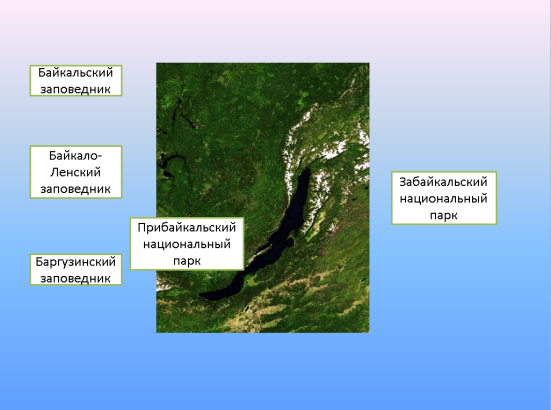 Байкальский
заповедник
Байкало-
Ленский
заповедник
Забайкальский
национальный
парк
Прибайкальский
национальный
парк
Баргузинский
заповедник